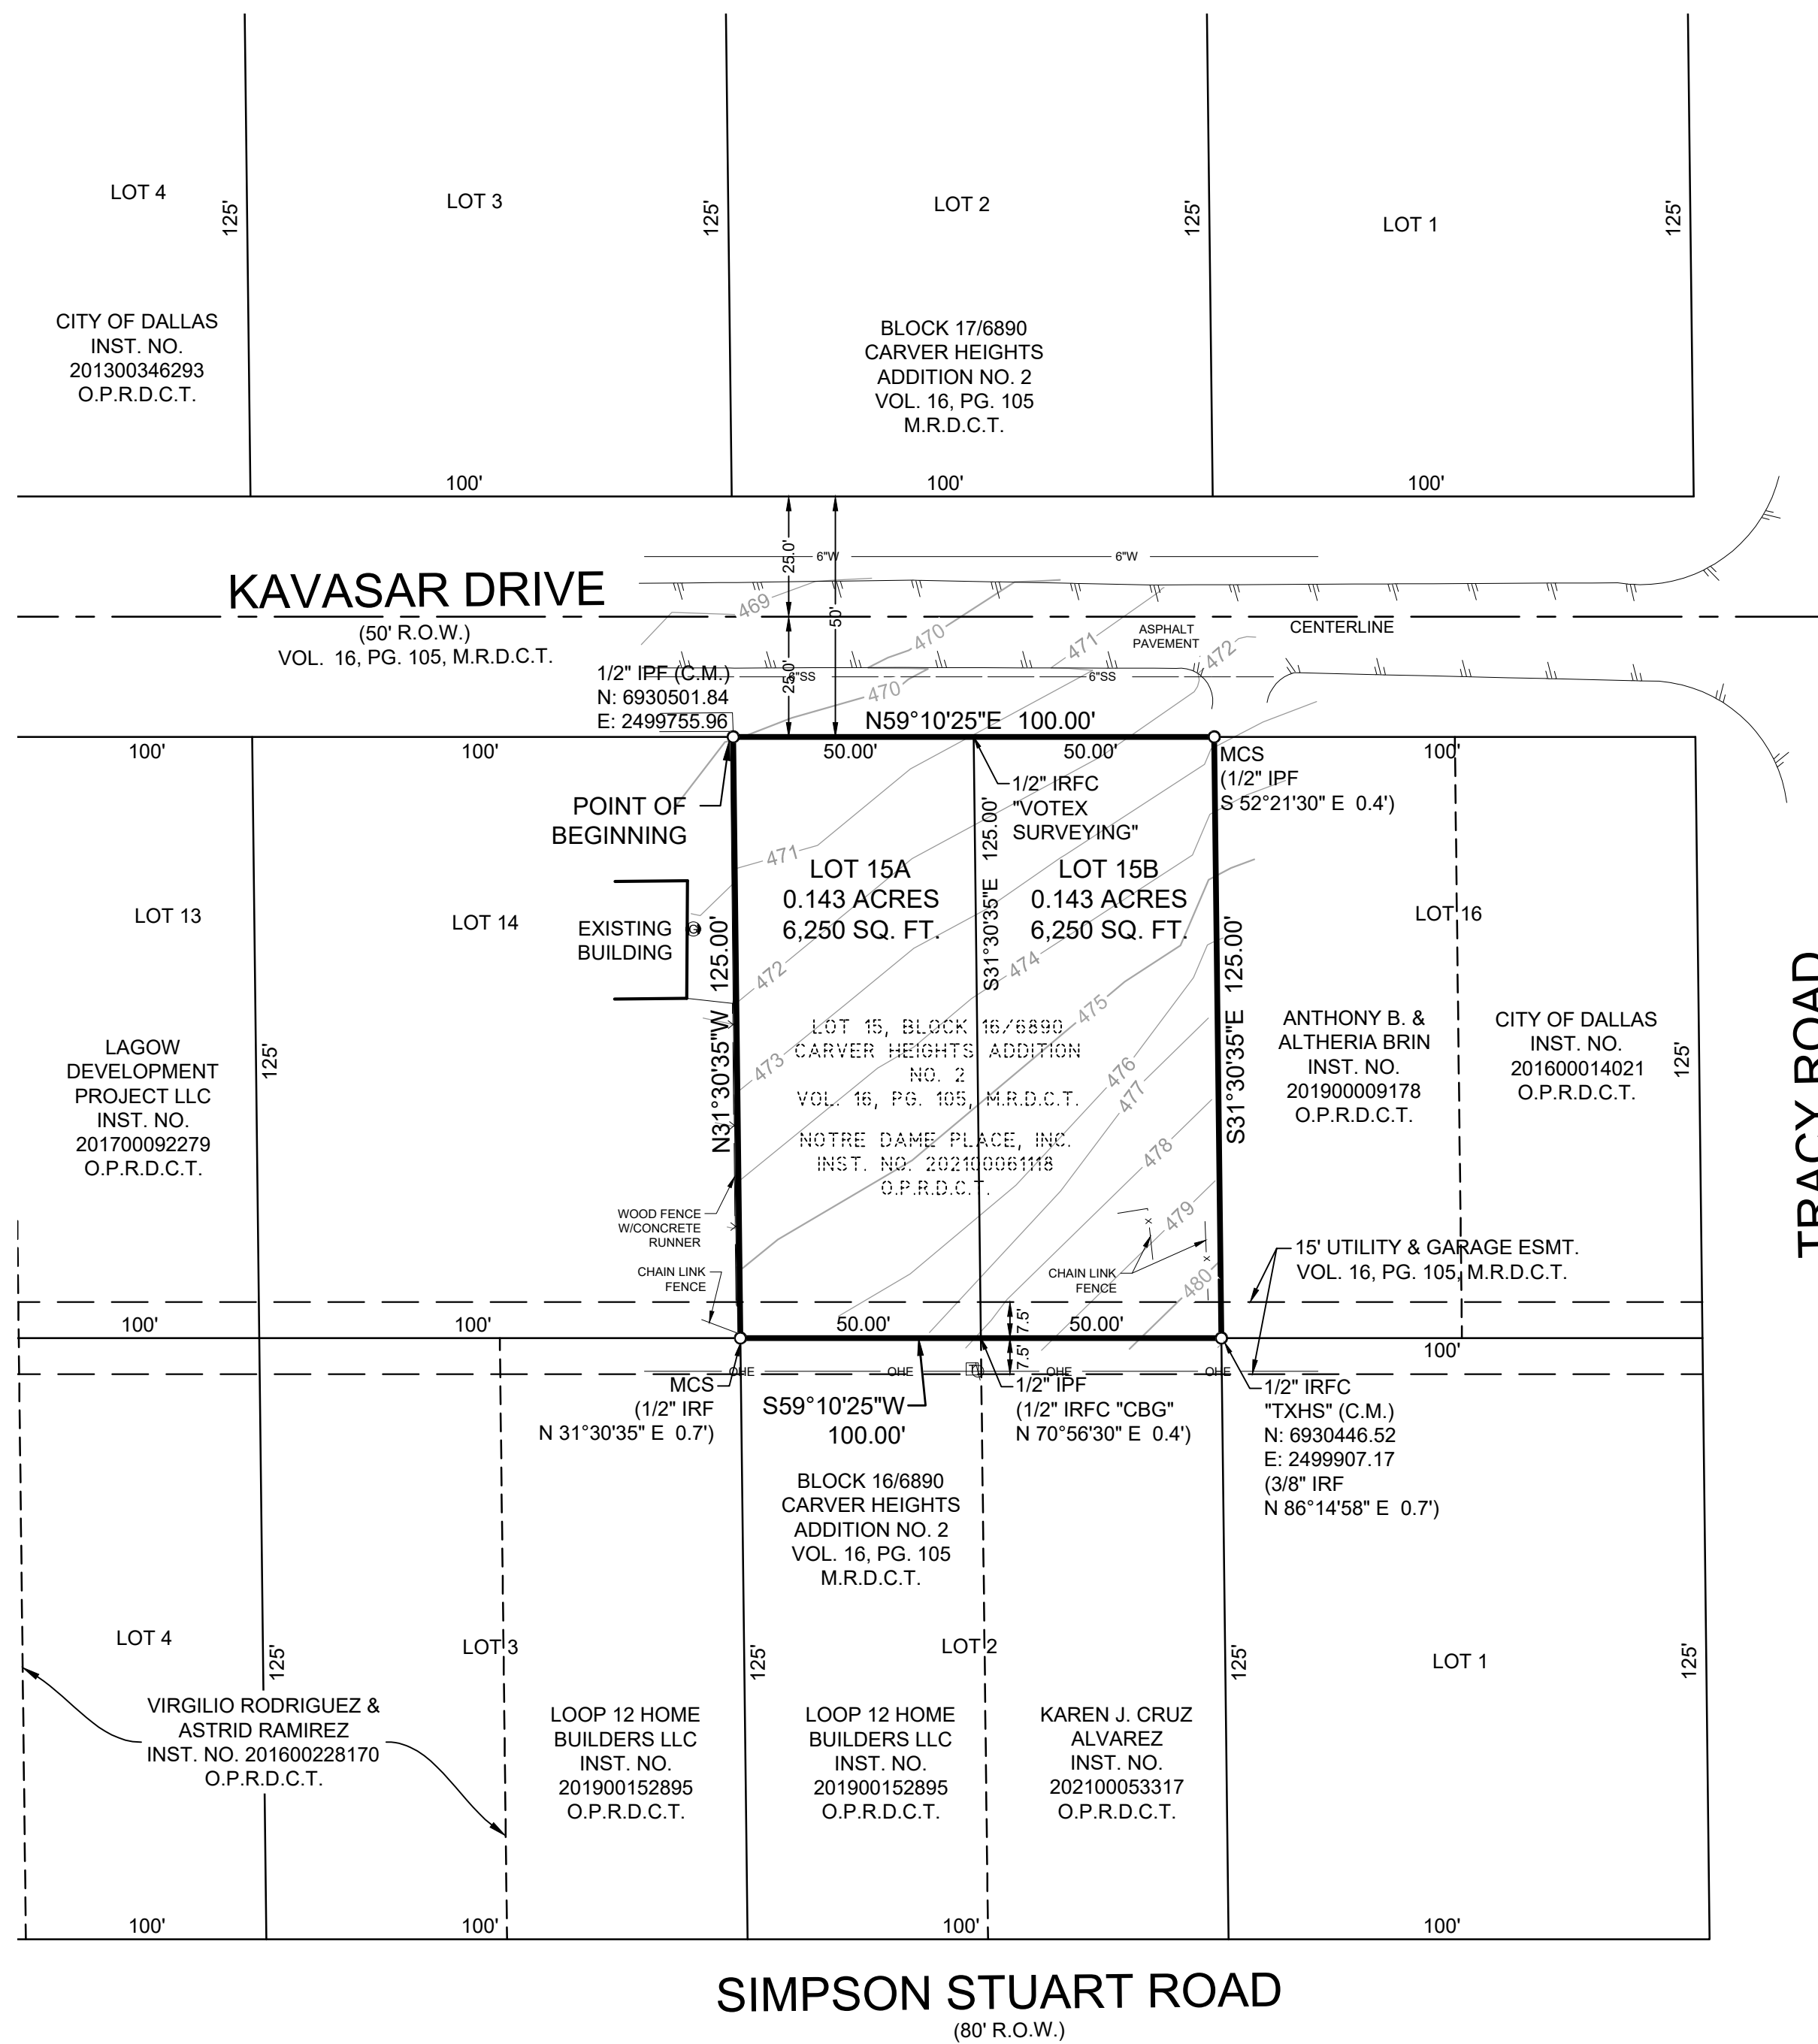 LOT 4
125'
LOT 3
125'
LOT 2
125'
LOT 1
125'
CITY OF DALLAS
INST. NO.
201300346293
O.P.R.D.C.T.
BLOCK 17/6890
CARVER HEIGHTS
ADDITION NO. 2
VOL. 16, PG. 105
M.R.D.C.T.
100'
100'
100'
KAVASAR DRIVE
(50' R.O.W.)
VOL. 16, PG. 105, M.R.D.C.T.
25.0'
25.0'
50'
6"W
6"W
6"SS
6"SS
469
470
470
471
472
ASPHALT
PAVEMENT
CENTERLINE
1/2" IPF (C.M.)
N: 6930501.84
E: 2499755.96
N59°10'25"E 100.00'
100'
100'
50.00'
50.00'
100'
MCS
(1/2" IPF
S 52°21'30" E 0.4')
1/2" IRFC
"VOTEX
SURVEYING"
POINT OF
BEGINNING
471
LOT 15A
0.143 ACRES
6,250 SQ. FT.
LOT 15B
0.143 ACRES
6,250 SQ. FT.
S31°30'35"E 125.00'
N31°30'35"W 125.00'
S31°30'35"E 125.00'
LOT 13
LOT 14
EXISTING
BUILDING
G
LOT 16
472
473
474
475
476
477
478
479
480
LOT 15, BLOCK 16/6890
CARVER HEIGHTS ADDITION
NO. 2
VOL. 16, PG. 105, M.R.D.C.T.
NOTRE DAME PLACE, INC.
INST. NO. 202100061118
O.P.R.D.C.T.
LAGOW
DEVELOPMENT
PROJECT LLC
INST. NO.
201700092279
O.P.R.D.C.T.
125'
ANTHONY B. &
ALTHERIA BRIN
INST. NO.
201900009178
O.P.R.D.C.T.
CITY OF DALLAS
INST. NO.
201600014021
O.P.R.D.C.T.
125'
TRACY ROAD
WOOD FENCE
W/CONCRETE
RUNNER
CHAIN LINK
FENCE
CHAIN LINK
FENCE
x
x
15' UTILITY & GARAGE ESMT.
VOL. 16, PG. 105, M.R.D.C.T.
100'
100'
50.00'
50.00'
7.5'
7.5'
100'
OHE
OHE
OHE
OHE
MCS
(1/2" IRF
N 31°30'35" E 0.7')
S59°10'25"W
100.00'
1/2" IPF
(1/2" IRFC "CBG"
N 70°56'30" E 0.4')
1/2" IRFC
"TXHS" (C.M.)
N: 6930446.52
E: 2499907.17
(3/8" IRF
N 86°14'58" E 0.7')
BLOCK 16/6890
CARVER HEIGHTS
ADDITION NO. 2
VOL. 16, PG. 105
M.R.D.C.T.
LOT 4
125'
LOT 3
125'
LOT 2
125'
LOT 1
125'
VIRGILIO RODRIGUEZ &
ASTRID RAMIREZ
INST. NO. 201600228170
O.P.R.D.C.T.
LOOP 12 HOME
BUILDERS LLC
INST. NO.
201900152895
O.P.R.D.C.T.
LOOP 12 HOME
BUILDERS LLC
INST. NO.
201900152895
O.P.R.D.C.T.
KAREN J. CRUZ
ALVAREZ
INST. NO.
202100053317
O.P.R.D.C.T.
100'
100'
100'
100'
SIMPSON STUART ROAD
(80' R.O.W.)